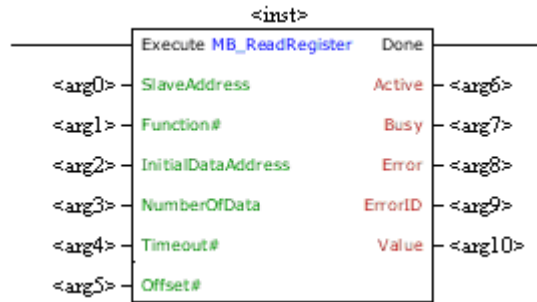 <inst>
Execute MB_ReadRegister Done
<arg0> SlaveAddress Active <arg6>
<arg1> Function# Busy <arg7>
<arg2> InitialDataAddress Error <arg8>
<arg3> NumberOfData ErrorID <arg9>
<arg4> Timeout# Value <arg10>
<arg5> Offset#